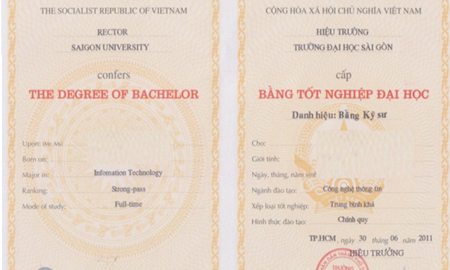 THE SOCIALIST REPUBLIC OF VIETNAM
RECTOR
SAIGON UNIVERSITY
confers
THE DEGREE OF BACHELOR
Upon: Mr/Ms/
Born on:
Major in: Infomation Technology
Ranking: Strong-pass
Mode of study: Full-time
CỘNG HÒA XÃ HỘI CHỦ NGHĨA VIỆT NAM
HIỆU TRƯỞNG
TRƯỜNG ĐẠI HỌC SÀI GÒN
cấp
BẰNG TỐT NGHIỆP ĐẠI HỌC
Danh hiệu: Bằng Kỹ sư
Cho:
Giới tính:
Ngày, tháng, năm sinh:
Ngành đào tạo: Công nghệ thông tin
Xếp loại tốt nghiệp: Trung bình khá
Hình thức đào tạo: Chính quy
TP.HCM, ngày 30 tháng 06 năm 2011
HIỆU TRƯỞNG